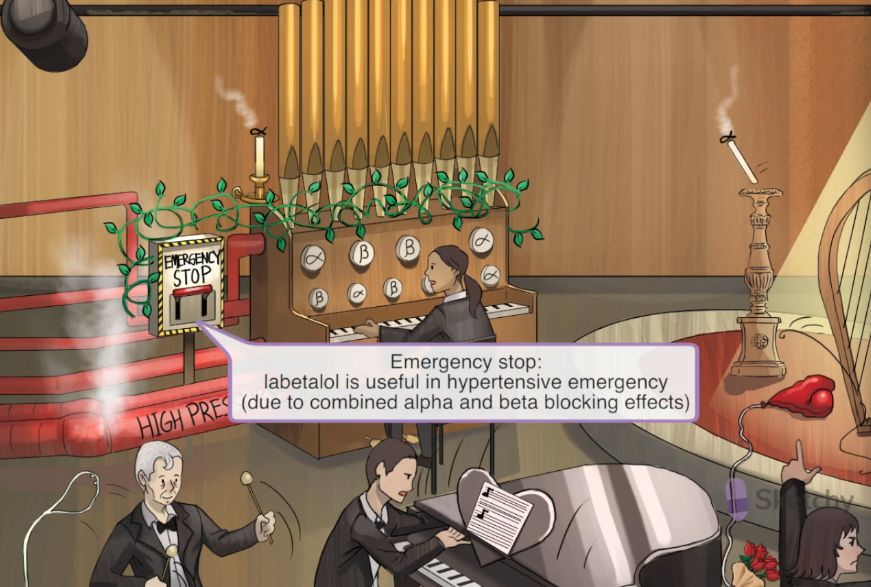 EMERGENCY
STOP
α β β α
β α β
α
Emergency stop:
labetalol is useful in hypertensive emergency
(due to combined alpha and beta blocking effects)
HIGH PRES
Sketchy